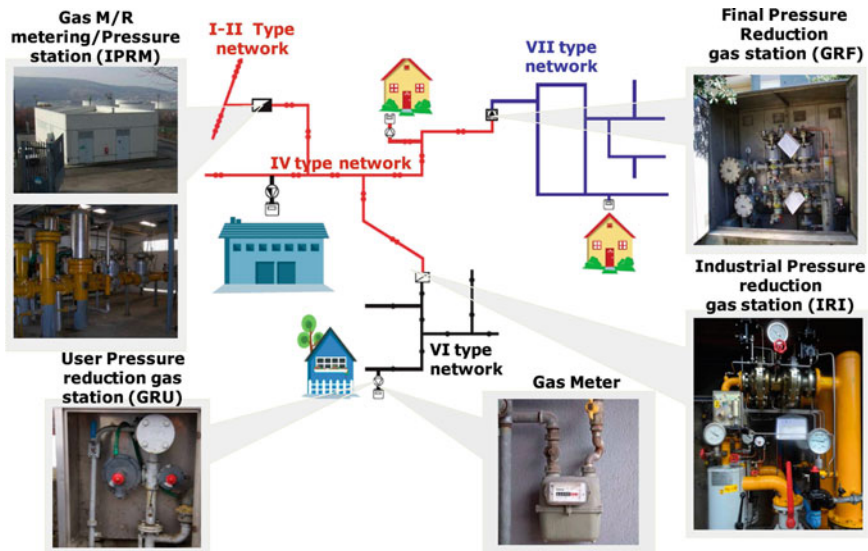 Gas M/R
metering/Pressure
station (IPRM)
I-II Type
network
VII type
network
Final Pressure
Reduction
gas station (GRF)
IV type network
Industrial Pressure
reduction
gas station (IRI)
User Pressure
reduction gas
station (GRU)
VI type
network
Gas Meter